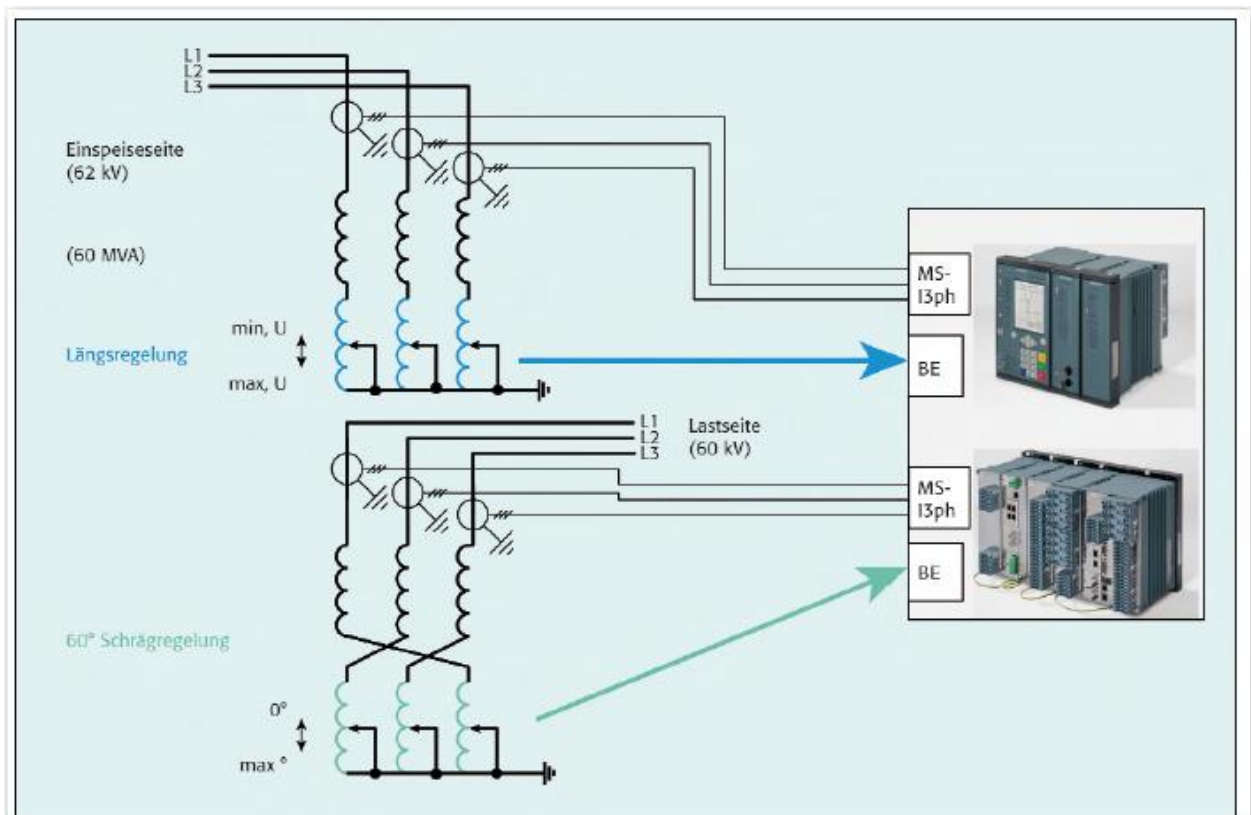 L1
L2
L3
Einspeiseseite
(62 kV)
(60 MVA)
MS-
I3ph
min, U
Längsregelung
max, U
BE
L1
L2
L3
Lastseite
(60 kV)
MS-
I3ph
BE
60° Schrägregelung
0°
max °